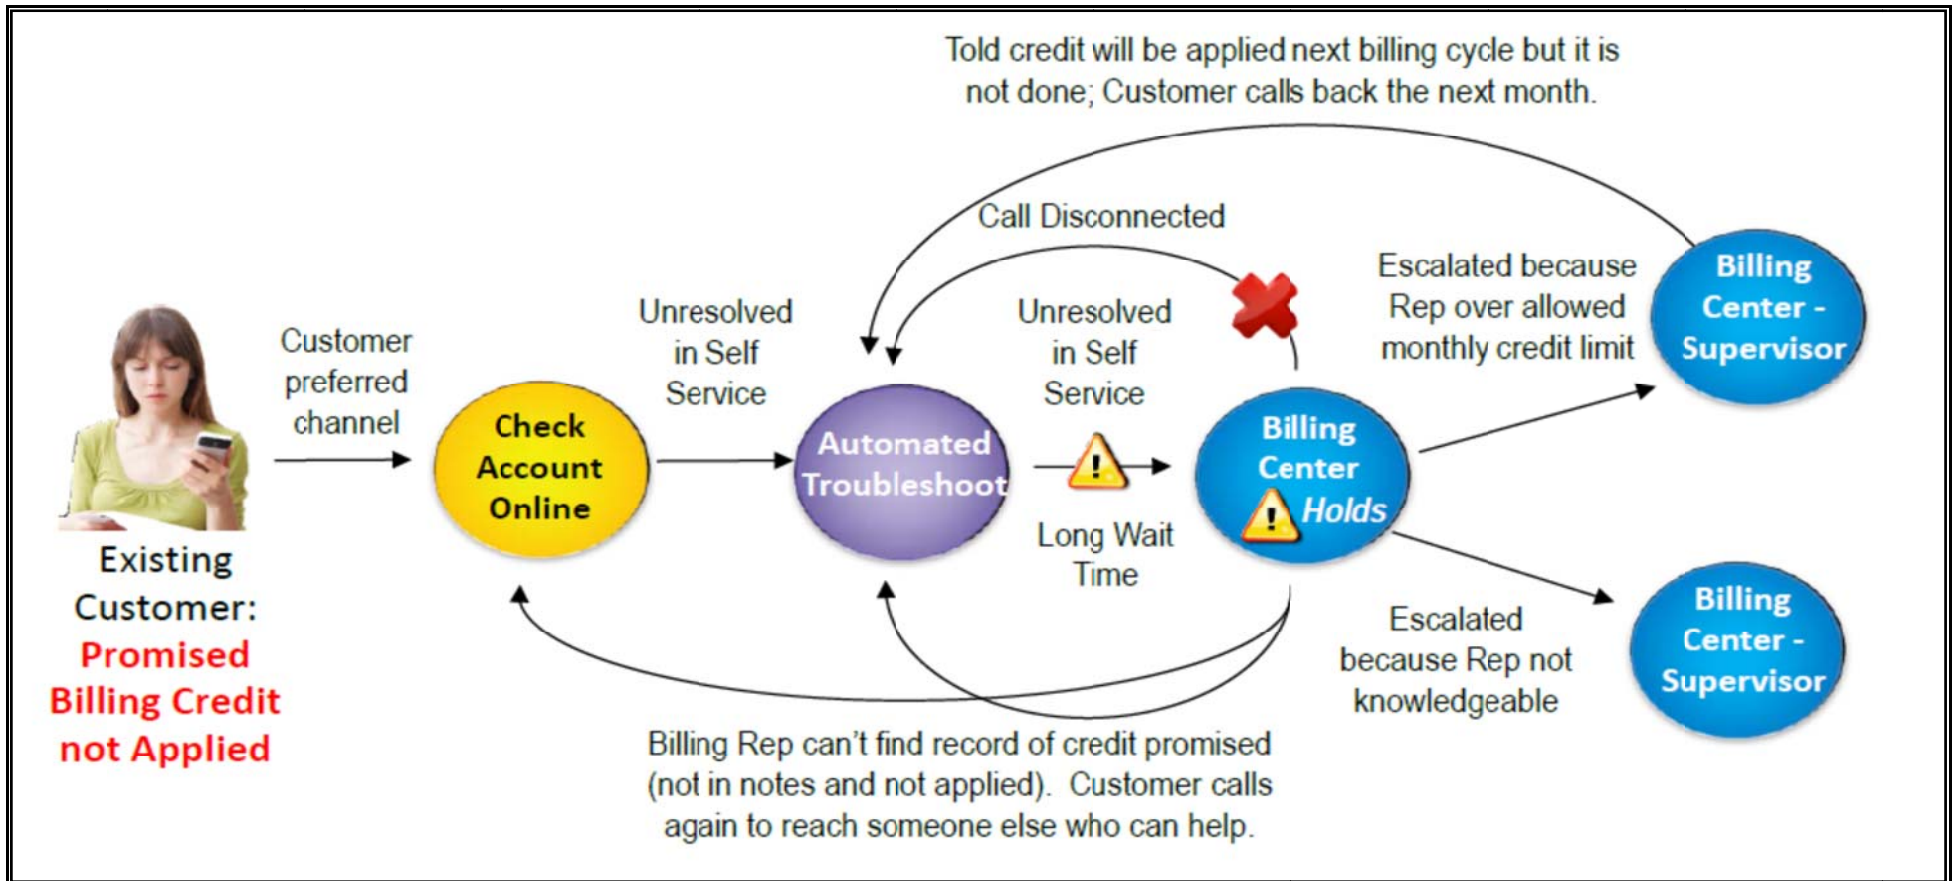 Told credit will be applied next billing cycle but it is
not done; Customer calls back the next month.
Call Disconnected
Existing
Customer:
Promised
Billing Credit
not Applied
Customer
preferred
channel
Check
Account
Online
Unresolved
in Self
Service
Automated
Troubleshoot
Unresolved
in Self
Service
!
Long Wait
Time
Billing
Center
! Holds
Escalated because
Rep over allowed
monthly credit limit
Billing
Center -
Supervisor
Escalated
because Rep not
knowledgeable
Billing
Center -
Supervisor
Billing Rep can't find record of credit promised
(not in notes and not applied).  Customer calls
again to reach someone else who can help.